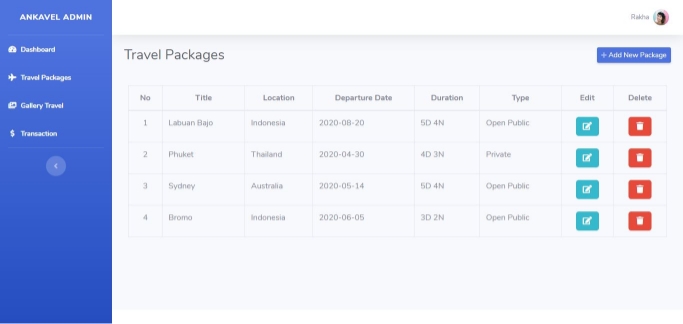 ANKAVEL ADMIN
Rakha
Dashboard
Travel Packages
Gallery Travel
Transaction
Travel Packages
+ Add New Package
No Title Location Departure Date Duration Type Edit Delete
1 Labuan Bajo Indonesia 2020-08-20 5D 4N Open Public
2 Phuket Thailand 2020-04-30 4D 3N Private
3 Sydney Australia 2020-05-14 5D 4N Open Public
4 Bromo Indonesia 2020-06-05 3D 2N Open Public